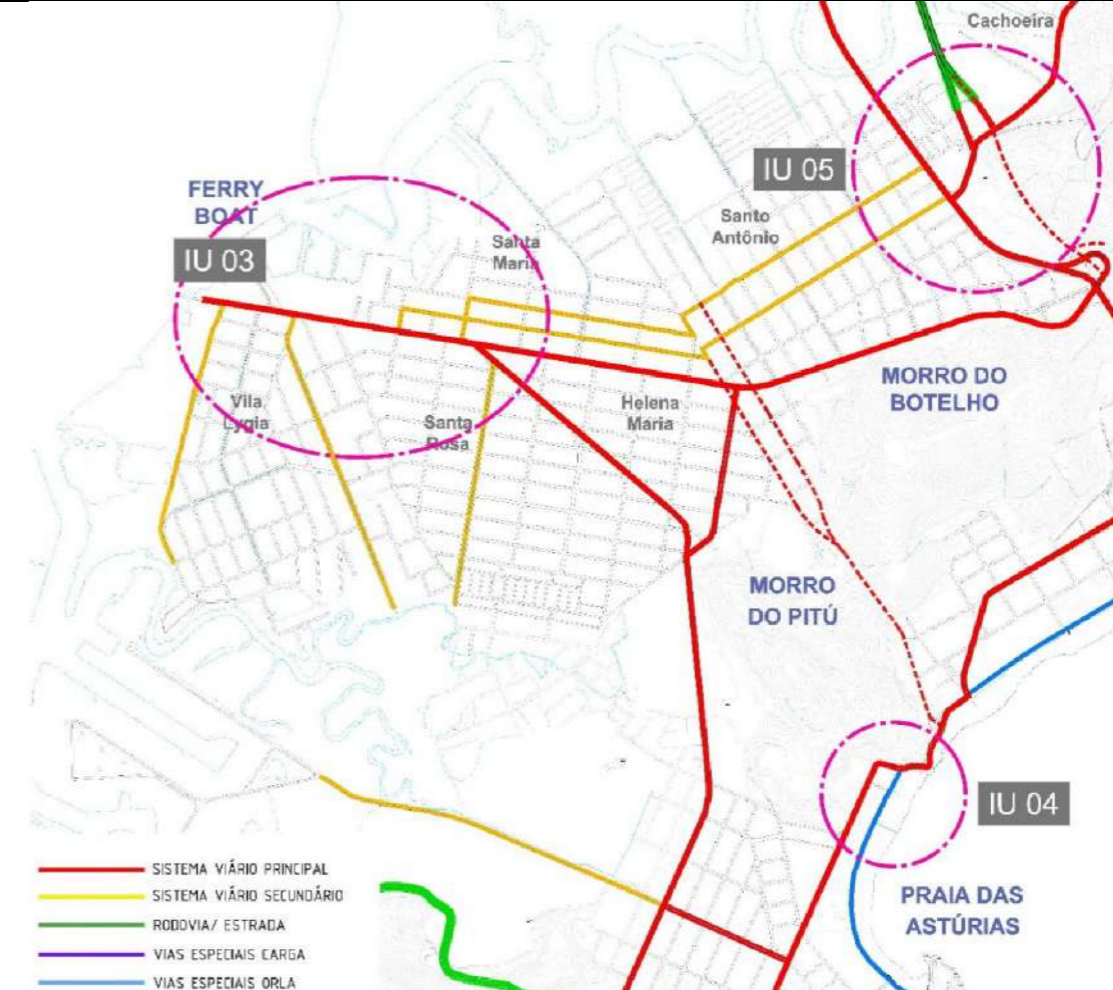 Cachoeira
IU 05
FERRY
BOAT
Santo
Antônio
Santa
Maria
IU 03
MORRO DO
BOTELHO
Vila
Lygia
Santa
Rosa
Helena
Maria
MORRO
DO PITÚ
IU 04
PRAIA DAS
ASTÚRIAS
SISTEMA VIÁRIO PRINCIPAL
SISTEMA VIÁRIO SECUNDÁRIO
RODOVIA/ ESTRADA
VIAS ESPECIAIS CARGA
VIAS ESPECIAIS ORLA